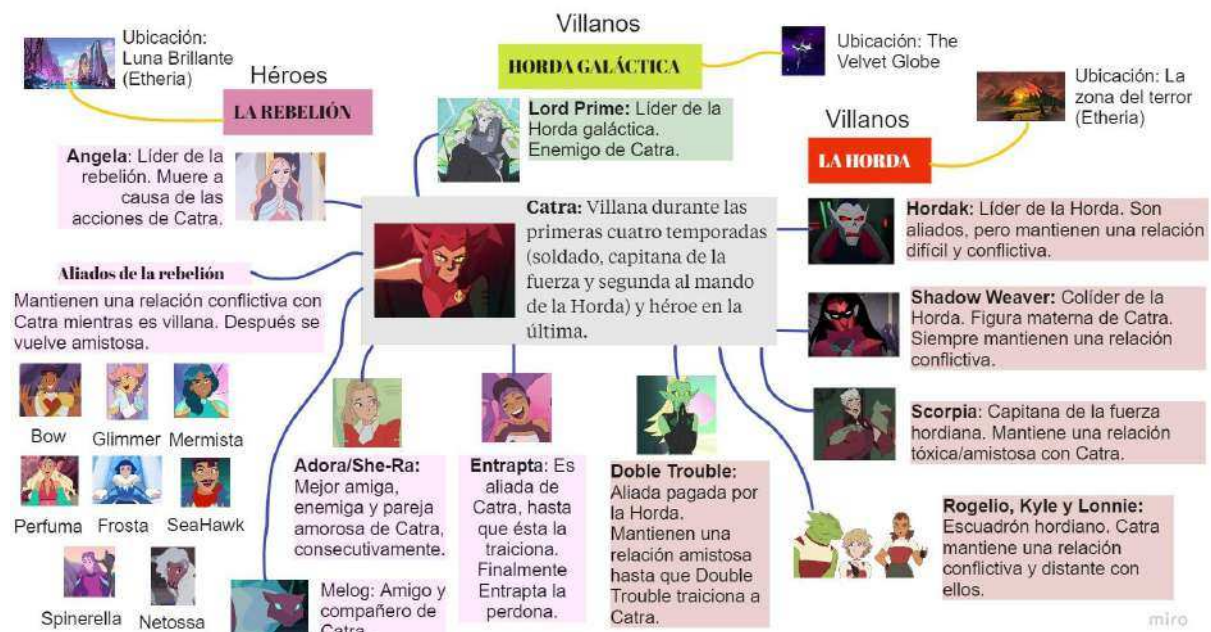 Villanos
HORDA GALÁCTICA
Ubicación: The
Velvet Globe
Ubicación:
Luna Brillante
(Etheria)
Héroes
LA REBELIÓN
Ubicación: La
zona del terror
(Etheria)
Villanos
LA HORDA
Lord Prime: Líder de la
Horda galáctica.
Enemigo de Catra.
Angela: Líder de la
rebelión. Muere a
causa de las
acciones de Catra.
Catra: Villana durante las
primeras cuatro temporadas
(soldado, capitana de la
fuerza y segunda al mando
de la Horda) y héroe en la
última.
Hordak: Líder de la Horda. Son
aliados, pero mantienen una relación
difícil y conflictiva.
Shadow Weaver: Colíder de la
Horda. Figura materna de Catra.
Siempre mantienen una relación
conflictiva.
Scorpia: Capitana de la fuerza
hordiana. Mantiene una relación
tóxica/amistosa con Catra.
Rogelio, Kyle y Lonnie:
Escuadrón hordiano. Catra
mantiene una relación
conflictiva y distante con
ellos.
Aliados de la rebelión
Mantienen una relación conflictiva con
Catra mientras es villana. Después se
vuelve amistosa.
Bow Glimmer Mermista
Perfuma Frosta SeaHawk
Spinerella Netossa
Adora/She-Ra:
Mejor amiga,
enemiga y pareja
amorosa de Catra,
consecutivamente.
Melog: Amigo y
compañero de
Catra
Entrapta: Es
aliada de
Catra, hasta
que ésta la
traiciona.
Finalmente
Entrapta la
perdona.
Doble Trouble:
Aliada pagada por
la Horda.
Mantienen una
relación amistosa
hasta que Double
Trouble traiciona a
Catra.
miro